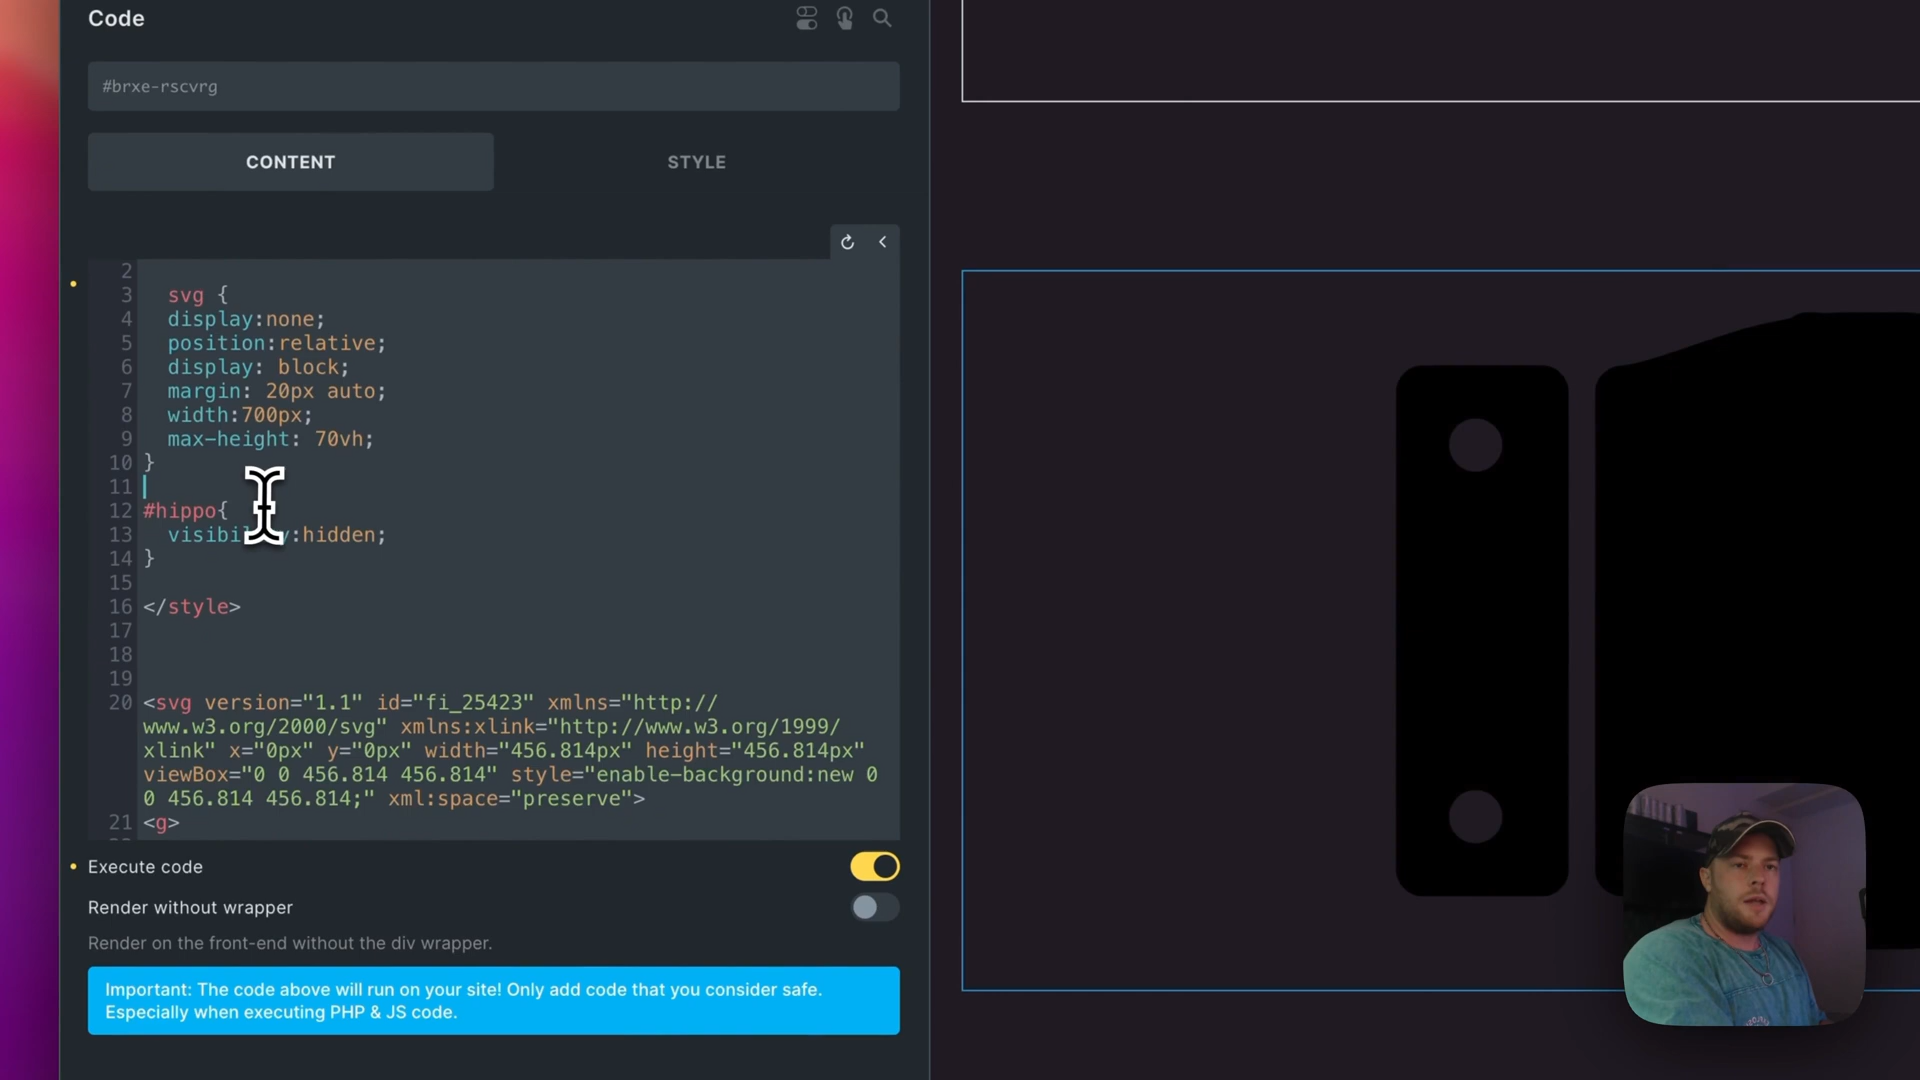 Code
#brxe-rscvrg
CONTENT
STYLE
2
3 svg {
4 display:none;
5 position:relative;
6 display: block;
7 margin: 20px auto;
8 width:700px;
9 max-height: 70vh;
10 }
11
12 #hippo{
13 visibi y:hidden;
14 }
15
16 </style>
17
18
19
20 <svg version="1.1" id="fi_25423" xmlns="http://
www.w3.org/2000/svg" xmlns:xlink="http://www.w3.org/1999/
xlink" x="0px" y="0px" width="456.814px" height="456.814px"
viewBox="0 0 456.814 456.814" style="enable-background:new 0
0 456.814 456.814;" xml:space="preserve">
21 <g>
Execute code
Render without wrapper
Render on the front-end without the div wrapper.
Important: The code above will run on your site! Only add code that you consider safe.
Especially when executing PHP & JS code.